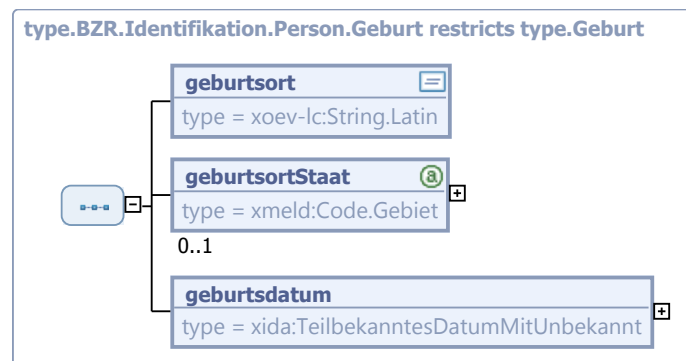 type.BZR.Identifikation.Person.Geburt restricts type.Geburt
geburtsort
type = xoev-lc:String.Latin
geburtsortStaat
type = xmeld:Code.Gebiet
0..1
geburtsdatum
type = xida:TeilbekanntesDatumMitUnbekannt